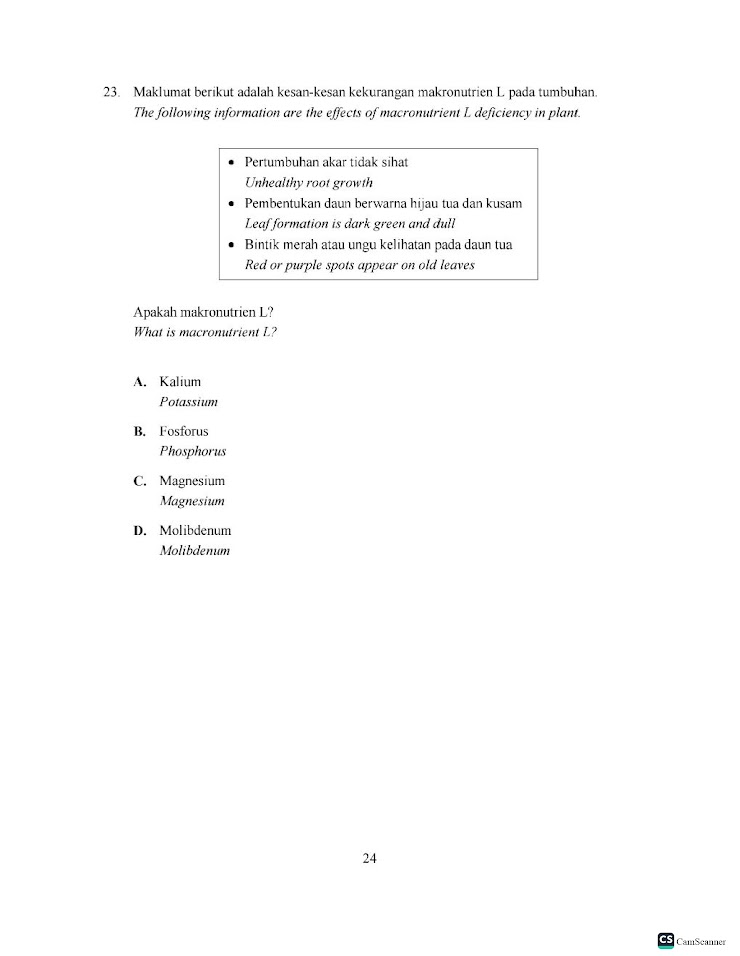 23. Maklumat berikut adalah kesan-kesan kekurangan makronutrien L pada tumbuhan.
The following information are the effects of macronutrient L deficiency in plant.
• Pertumbuhan akar tidak sihat
Unhealthy root growth
• Pembentukan daun berwarna hijau tua dan kusam
Leaf formation is dark green and dull
• Bintik merah atau ungu kelihatan pada daun tua
Red or purple spots appear on old leaves
Apakah makronutrien L?
What is macronutrient L?
A. Kalium
Potassium
B. Fosforus
Phosphorus
C. Magnesium
Magnesium
D. Molibdenum
Molibdenum
24
CS CamScanner